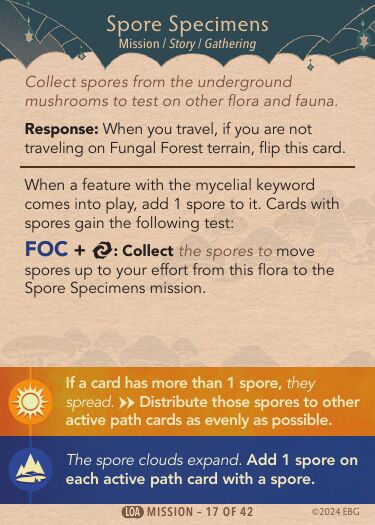 Spore Specimens
Mission / Story / Gathering
Collect spores from the underground
mushrooms to test on other flora and fauna.
Response: When you travel, if you are not
traveling on Fungal Forest terrain, flip this card.
When a feature with the mycelial keyword
comes into play, add 1 spore to it. Cards with
spores gain the following test:
FOC + : Collect the spores to move
spores up to your effort from this flora to the
Spore Specimens mission.
If a card has more than 1 spore, they
spread. Distribute those spores to other
active path cards as evenly as possible.
The spore clouds expand. Add 1 spore on
each active path card with a spore.
LOA MISSION – 17 OF 42
©2024 EBG